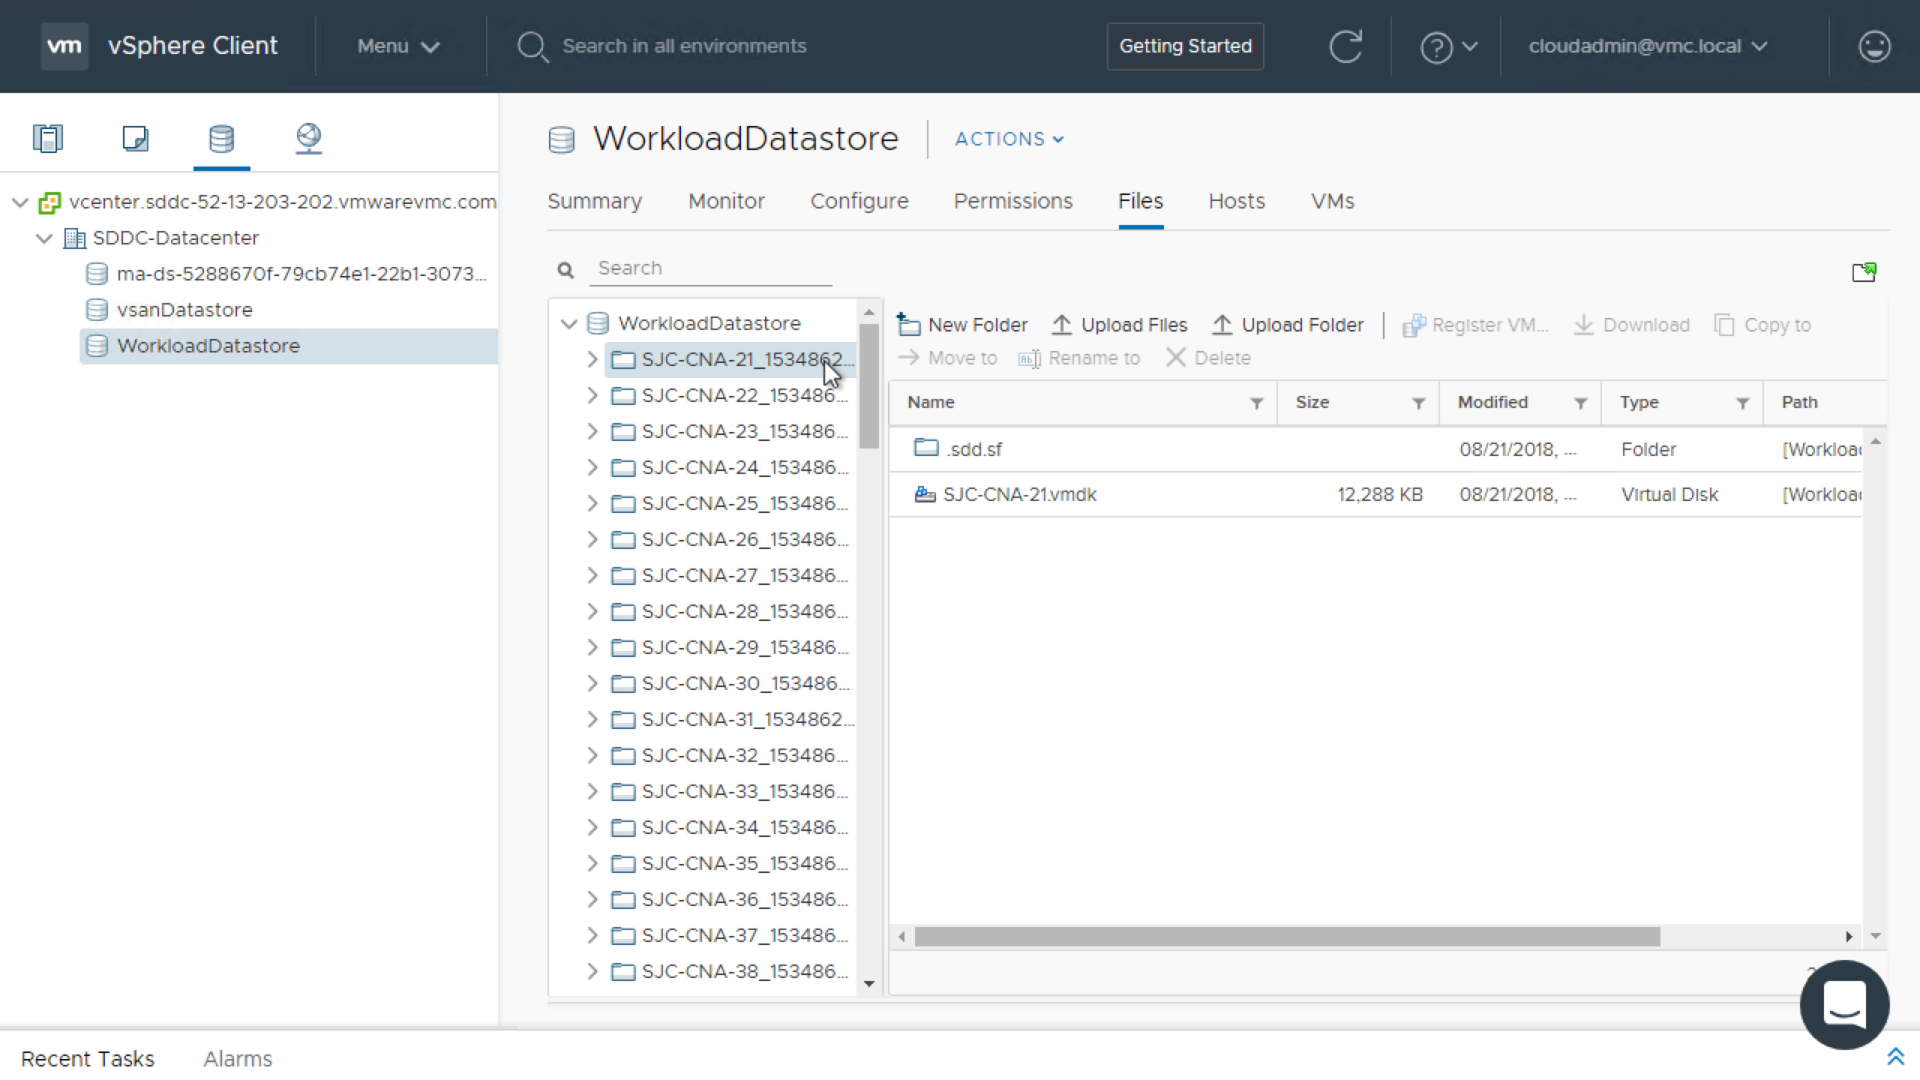 vm vSphere Client Menu Search in all environments Getting Started cloudadmin@vmc.local
WorkloadDatastore ACTIONS
Summary Monitor Configure Permissions Files Hosts VMs
vcenter.sddc-52-13-203-202.vmwarevmc.com
SDDC-Datacenter
ma-ds-5288670f-79cb74e1-22b1-3073...
vsanDatastore
WorkloadDatastore
Search
WorkloadDatastore
SJC-CNA-21_1534862...
SJC-CNA-22_153486...
SJC-CNA-23_153486...
SJC-CNA-24_153486...
SJC-CNA-25_153486...
SJC-CNA-26_153486...
SJC-CNA-27_153486...
SJC-CNA-28_153486...
SJC-CNA-29_153486...
SJC-CNA-30_153486...
SJC-CNA-31_1534862...
SJC-CNA-32_153486...
SJC-CNA-33_153486...
SJC-CNA-34_153486...
SJC-CNA-35_153486...
SJC-CNA-36_153486...
SJC-CNA-37_153486...
SJC-CNA-38_153486...
New Folder Upload Files Upload Folder Register VM... Download Copy to
Move to Rename to Delete
Name Size Modified Type Path
.sdd.sf 08/21/2018, ... Folder [Workloa
SJC-CNA-21.vmdk 12,288 KB 08/21/2018, ... Virtual Disk [Workloa
Recent Tasks Alarms